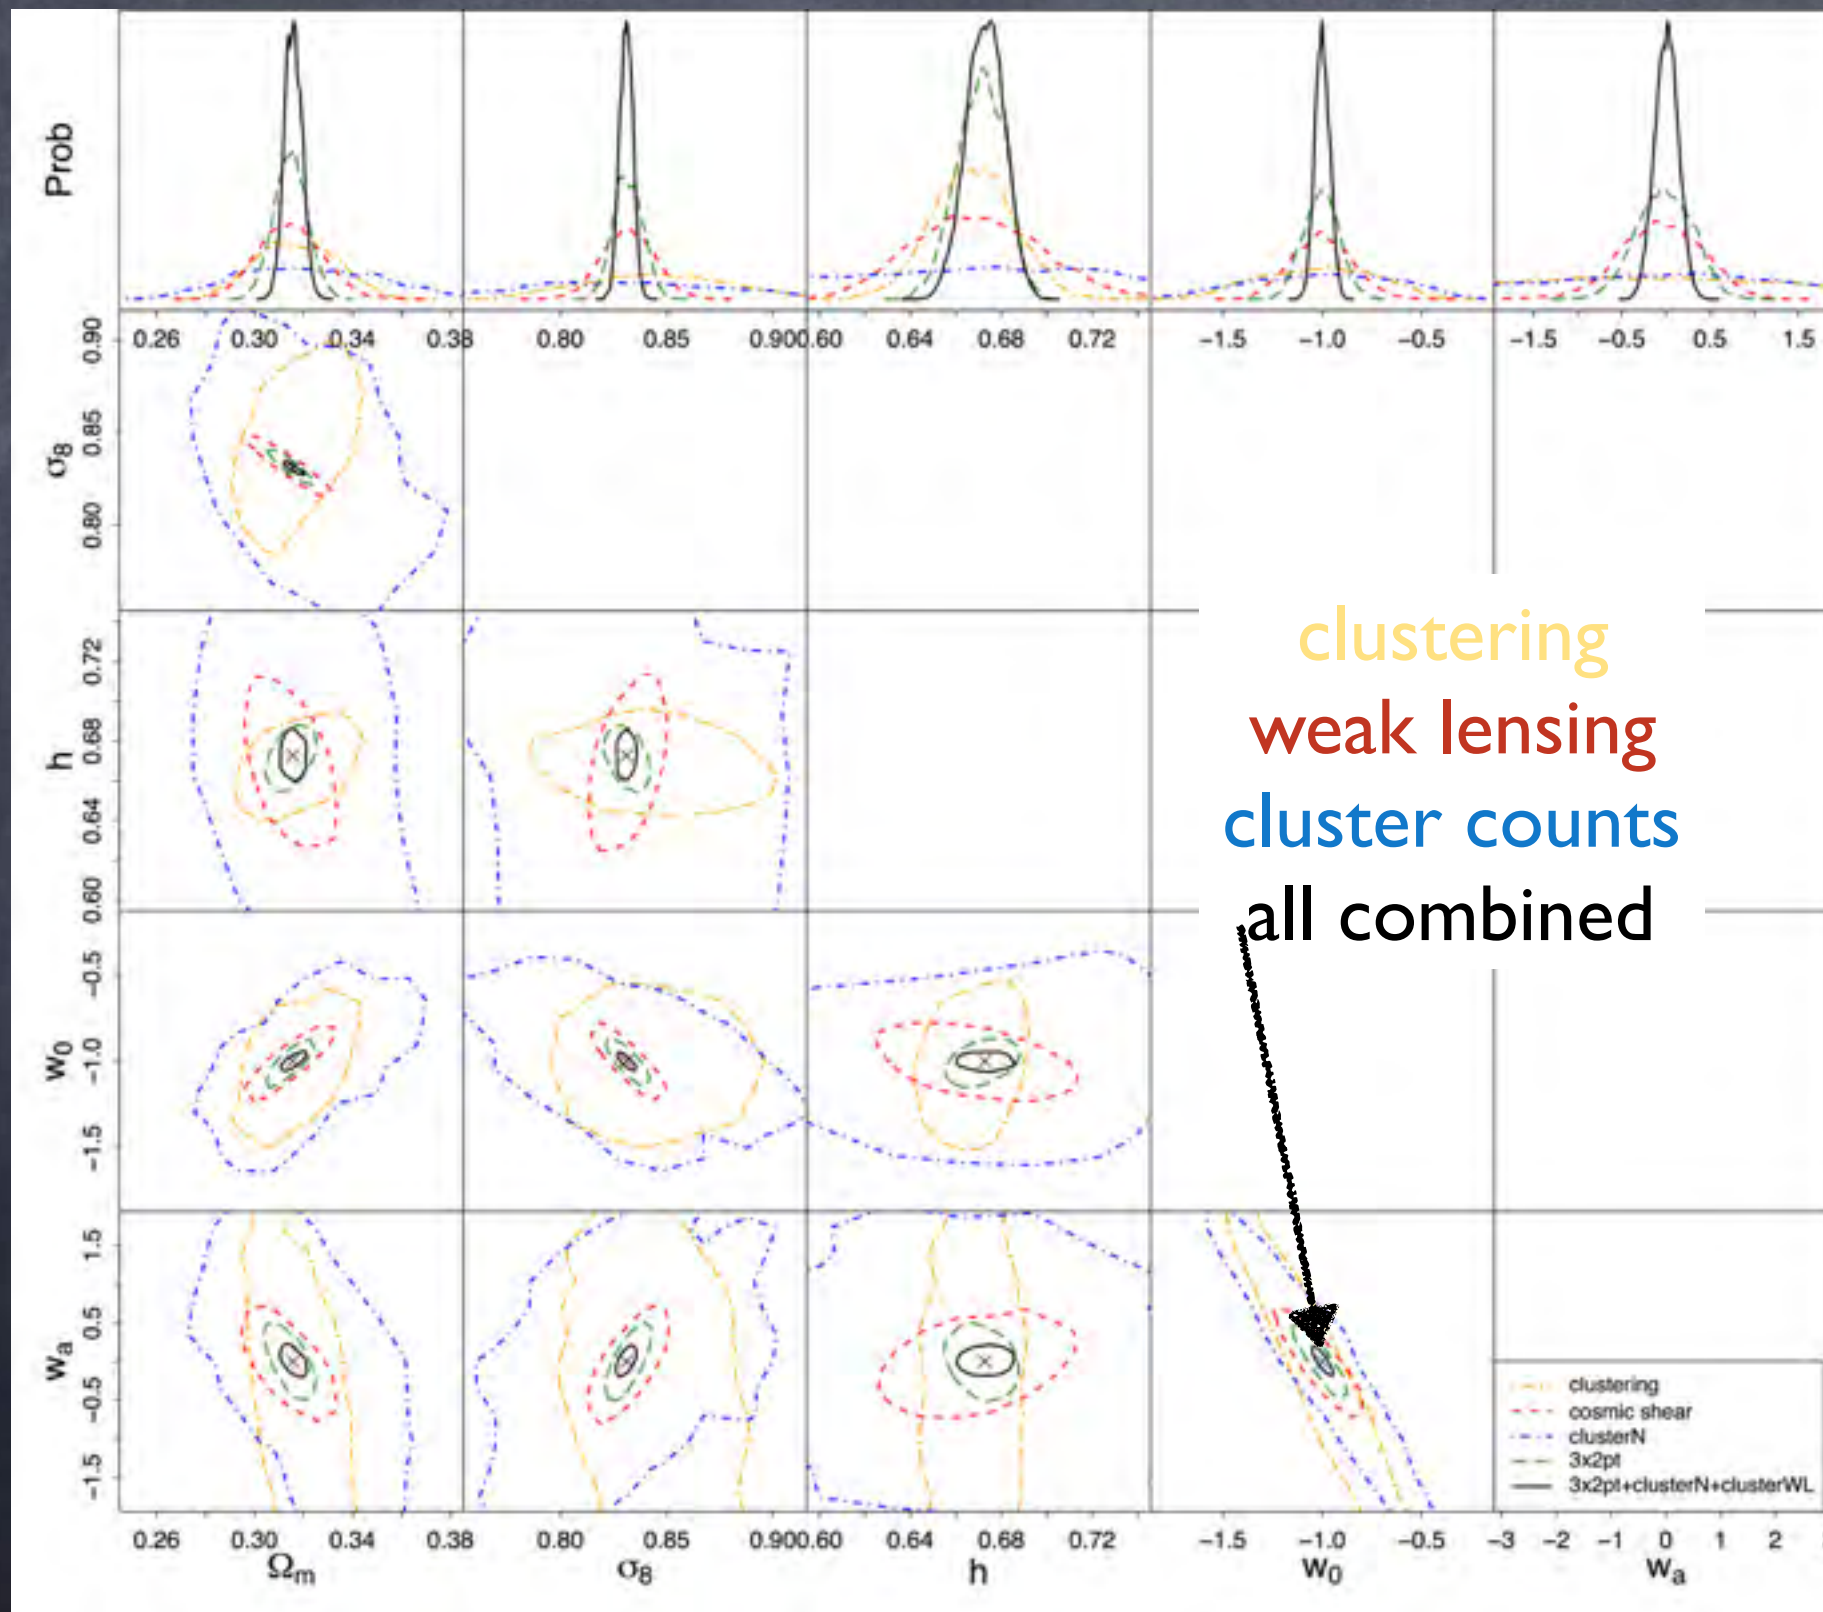 Prob
0.26 0.30 0.34 0.38 0.80 0.85 0.900 0.60 0.64 0.68 0.72 −1.5 −1.0 −0.5 −1.5 −0.5 0.5 1.5
σ8
0.90
0.85
0.80
h
0.72
0.68
0.64
0.60
clustering
weak lensing
cluster counts
all combined
w0
−0.5
−1.0
−1.5
wa
1.5
0.5
−0.5
−1.5
clustering
cosmic shear
clusterN
3x2pt
3x2pt+clusterN+clusterWL
0.26 0.30 0.34 0.38 0.80 0.85 0.900 0.60 0.64 0.68 0.72 −1.5 −1.0 −0.5 −3 −2 −1 0 1 2 3
Ωm σ8 h w0 wa